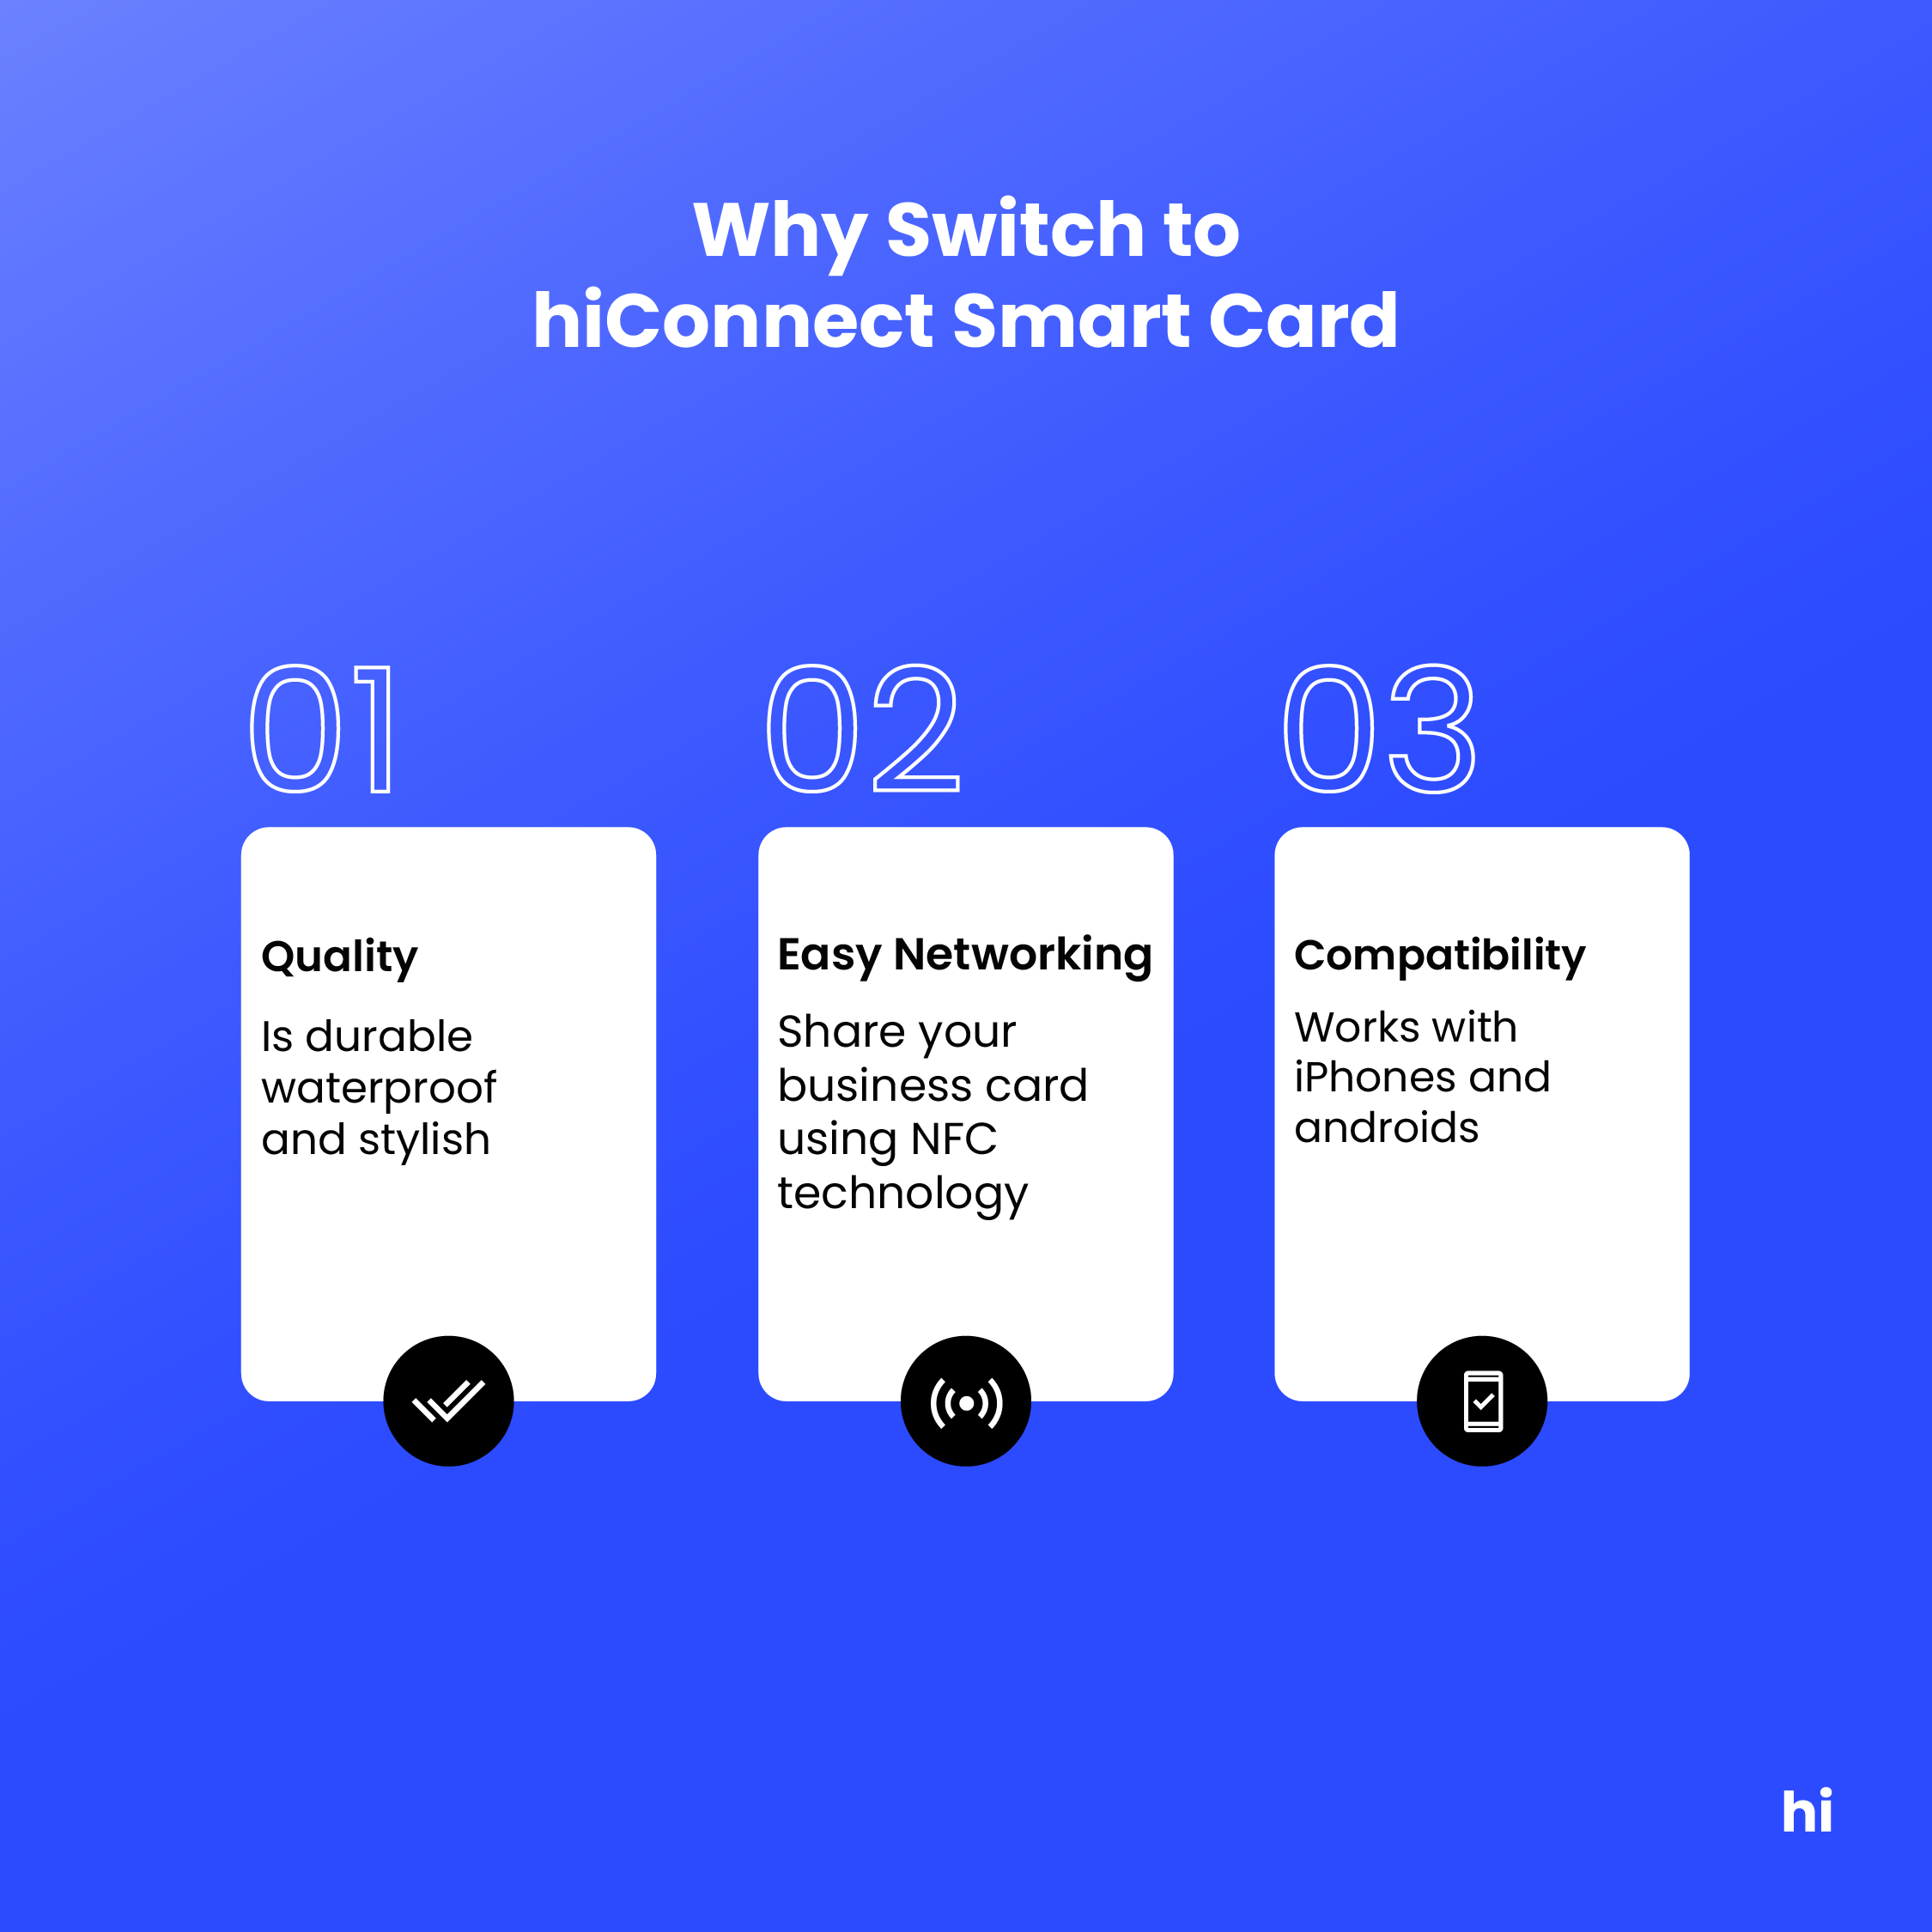 Why Switch to
hiConnect Smart Card
01
Quality
Is durable
waterproof
and stylish
02
Easy Networking
Share your
business card
using NFC
technology
03
Compatibility
Works with
iPhones and
androids
hi